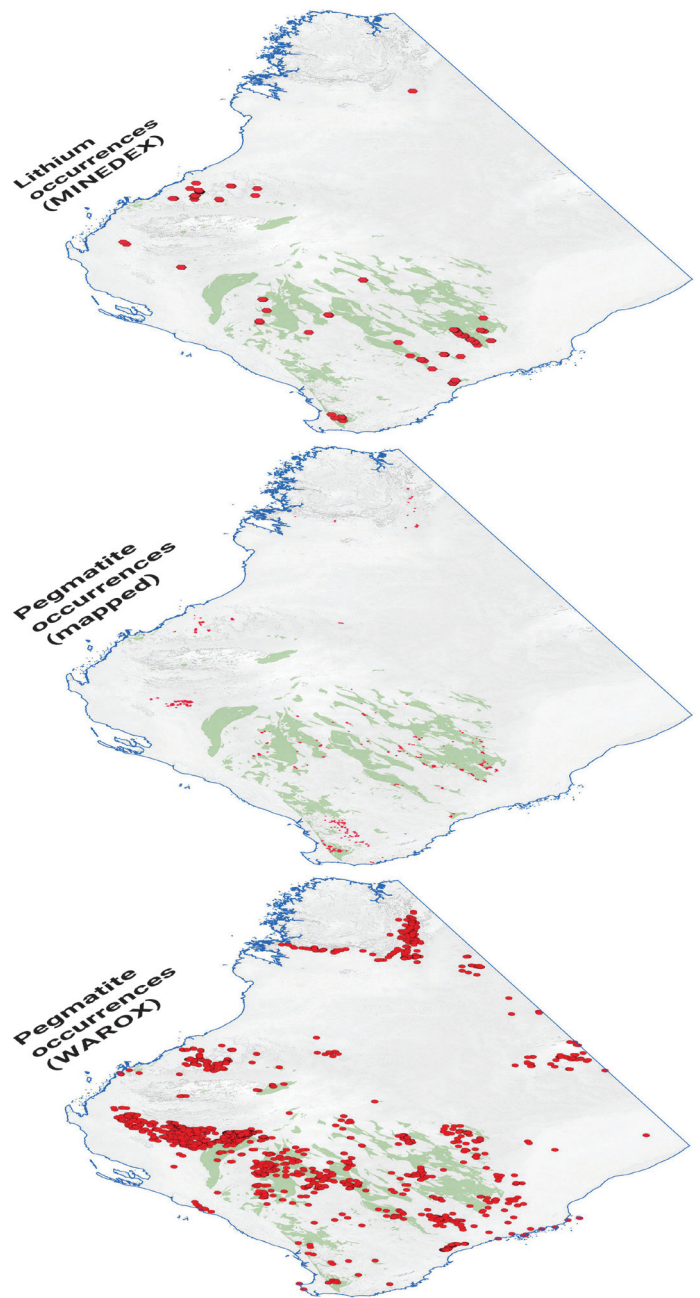 Lithium
occurrences
(MINEDEX)
Pegmatite
occurrences
(mapped)
Pegmatite
occurrences
(WAROX)